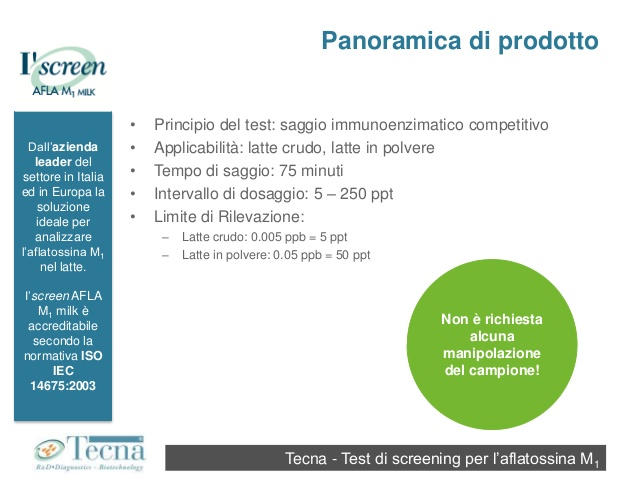 Panoramica di prodotto
I'screen
AFLA M1 MILK
Dall'azienda
leader del
settore in Italia
ed in Europa la
soluzione
ideale per
analizzare
l'aflatossina M1
nel latte.
I'screen AFLA
M1 milk è
accreditabile
secondo la
normativa ISO
IEC
14675:2003
• Principio del test: saggio immunoenzimatico competitivo
• Applicabilità: latte crudo, latte in polvere
• Tempo di saggio: 75 minuti
• Intervallo di dosaggio: 5 – 250 ppt
• Limite di Rilevazione:
– Latte crudo: 0.005 ppb = 5 ppt
– Latte in polvere: 0.05 ppb = 50 ppt
Non è richiesta
alcuna
manipolazione
del campione!
Tecna
R&D•Diagnostics - Biotechnology
Tecna - Test di screening per l'aflatossina M1